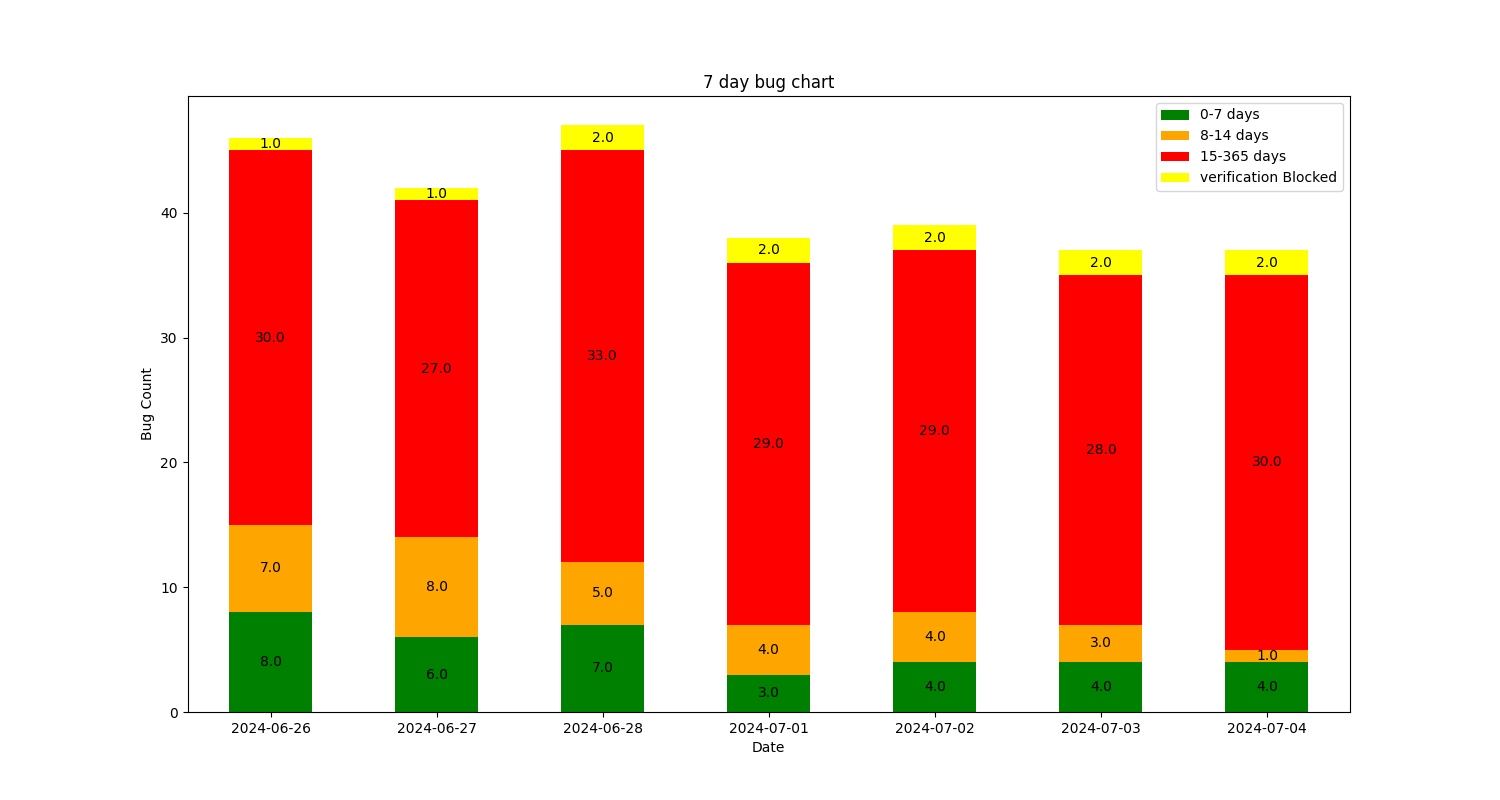 7 day bug chart
0-7 days
8-14 days
15-365 days
verification Blocked
Bug Count
40
30
20
10
0
1.0 1.0 2.0 2.0 2.0 2.0 2.0
30.0 27.0 33.0 29.0 29.0 28.0 30.0
7.0 8.0 5.0 4.0 4.0 3.0 1.0
8.0 6.0 7.0 3.0 4.0 4.0 4.0
2024-06-26 2024-06-27 2024-06-28 2024-07-01 2024-07-02 2024-07-03 2024-07-04
Date